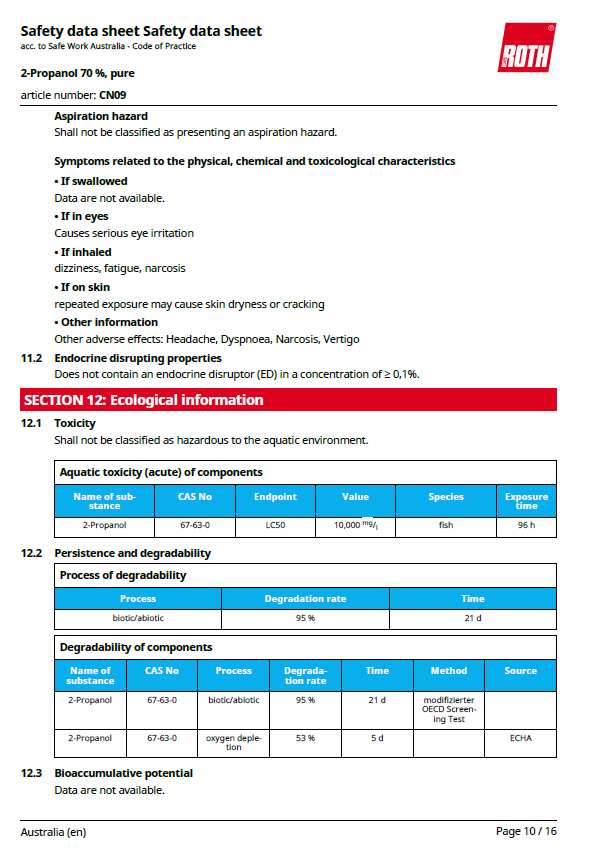 Safety data sheet Safety data sheet
acc. to Safe Work Australia - Code of Practice
ROTH
®
2-Propanol 70 %, pure
article number: CN09
Aspiration hazard
Shall not be classified as presenting an aspiration hazard.
Symptoms related to the physical, chemical and toxicological characteristics
• If swallowed
Data are not available.
• If in eyes
Causes serious eye irritation
• If inhaled
dizziness, fatigue, narcosis
• If on skin
repeated exposure may cause skin dryness or cracking
• Other information
Other adverse effects: Headache, Dyspnoea, Narcosis, Vertigo
11.2 Endocrine disrupting properties
Does not contain an endocrine disruptor (ED) in a concentration of ≥ 0,1%.
SECTION 12: Ecological information
12.1 Toxicity
Shall not be classified as hazardous to the aquatic environment.
Aquatic toxicity (acute) of components
Name of sub- CAS No Endpoint Value Species Exposure
stance time
2-Propanol 67-63-0 LC50 10,000 mg/l fish 96 h
12.2 Persistence and degradability
Process of degradability
Process Degradation rate Time
biotic/abiotic 95 % 21 d
Degradability of components
Name of CAS No Process Degrada- Time Method Source
substance tion rate
2-Propanol 67-63-0 biotic/abiotic 95 % 21 d modifizierter
OECD Screen-
ing Test
2-Propanol 67-63-0 oxygen deple- 53 % 5 d ECHA
tion
12.3 Bioaccumulative potential
Data are not available.
Australia (en) Page 10 / 16